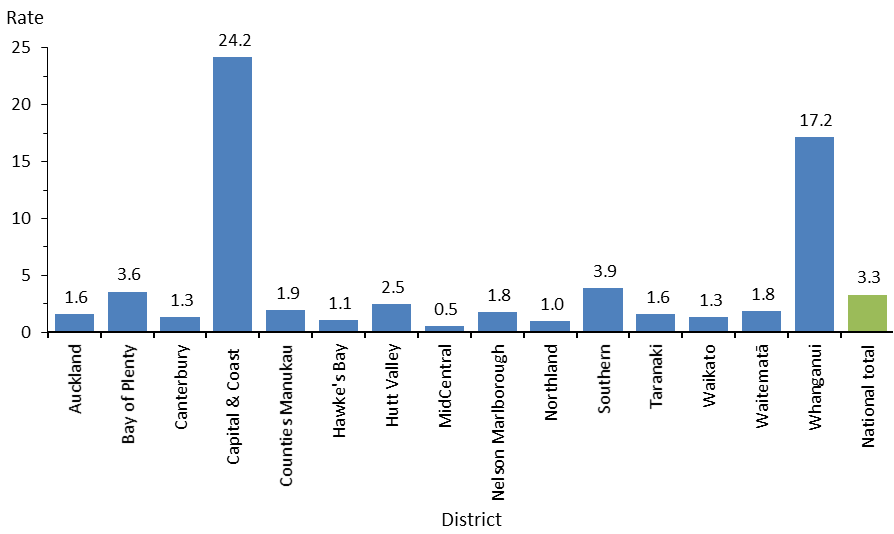 Rate
25
20
15
10
5
0
1.6
3.6
1.3
24.2
1.9
1.1
2.5
0.5
1.8
1.0
3.9
1.6
1.3
1.8
17.2
3.3
Auckland
Bay of Plenty
Canterbury
Capital & Coast
Counties Manukau
Hawke's Bay
Hutt Valley
MidCentral
Nelson Marlborough
Northland
Southern
Taranaki
Waikato
Waitematā
Whanganui
National total
District